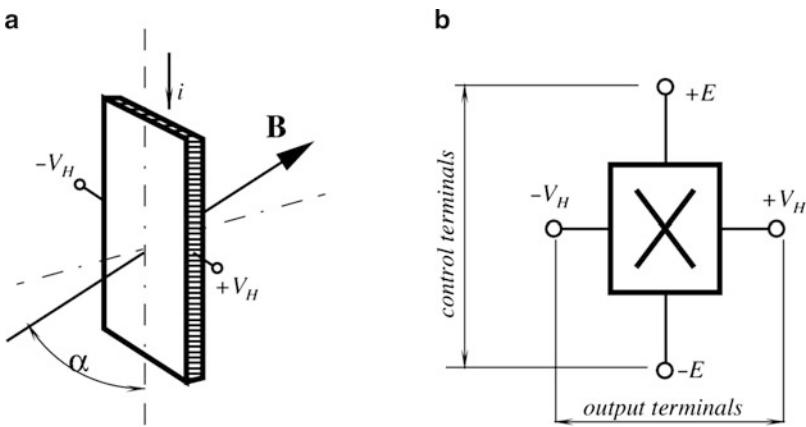 a
i
B
−V_H
+V_H
α
b
+E
control terminals
−V_H
+V_H
−E
output terminals